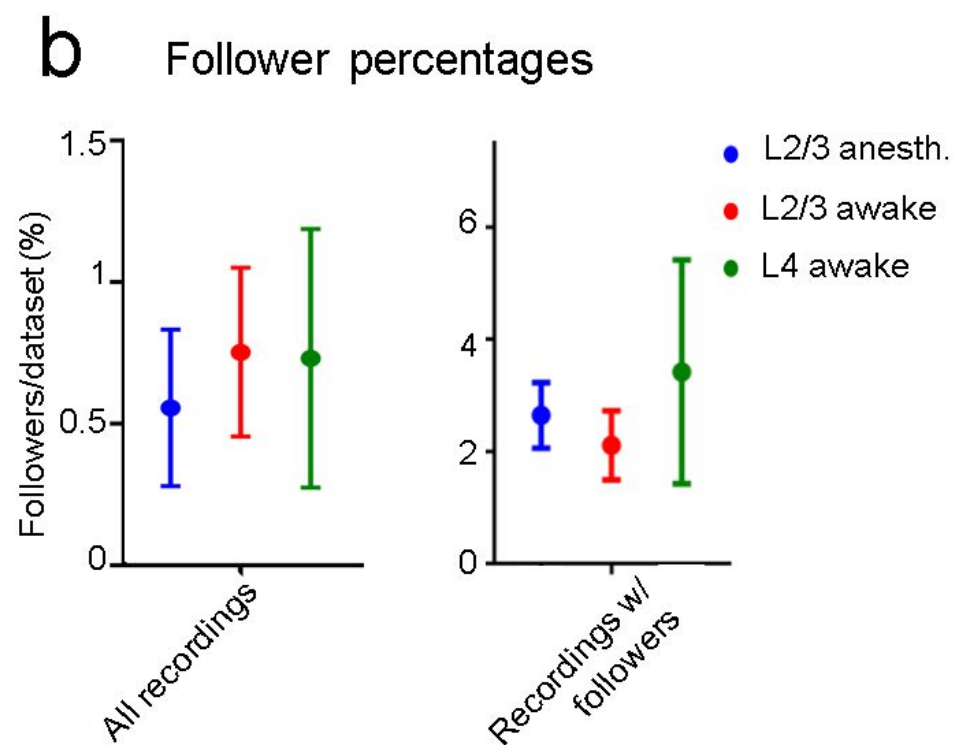 b Follower percentages
Followers/dataset (%)
1.5
1
0.5
0
All recordings
6
4
2
0
Recordings w/
followers
L2/3 anesth.
L2/3 awake
L4 awake